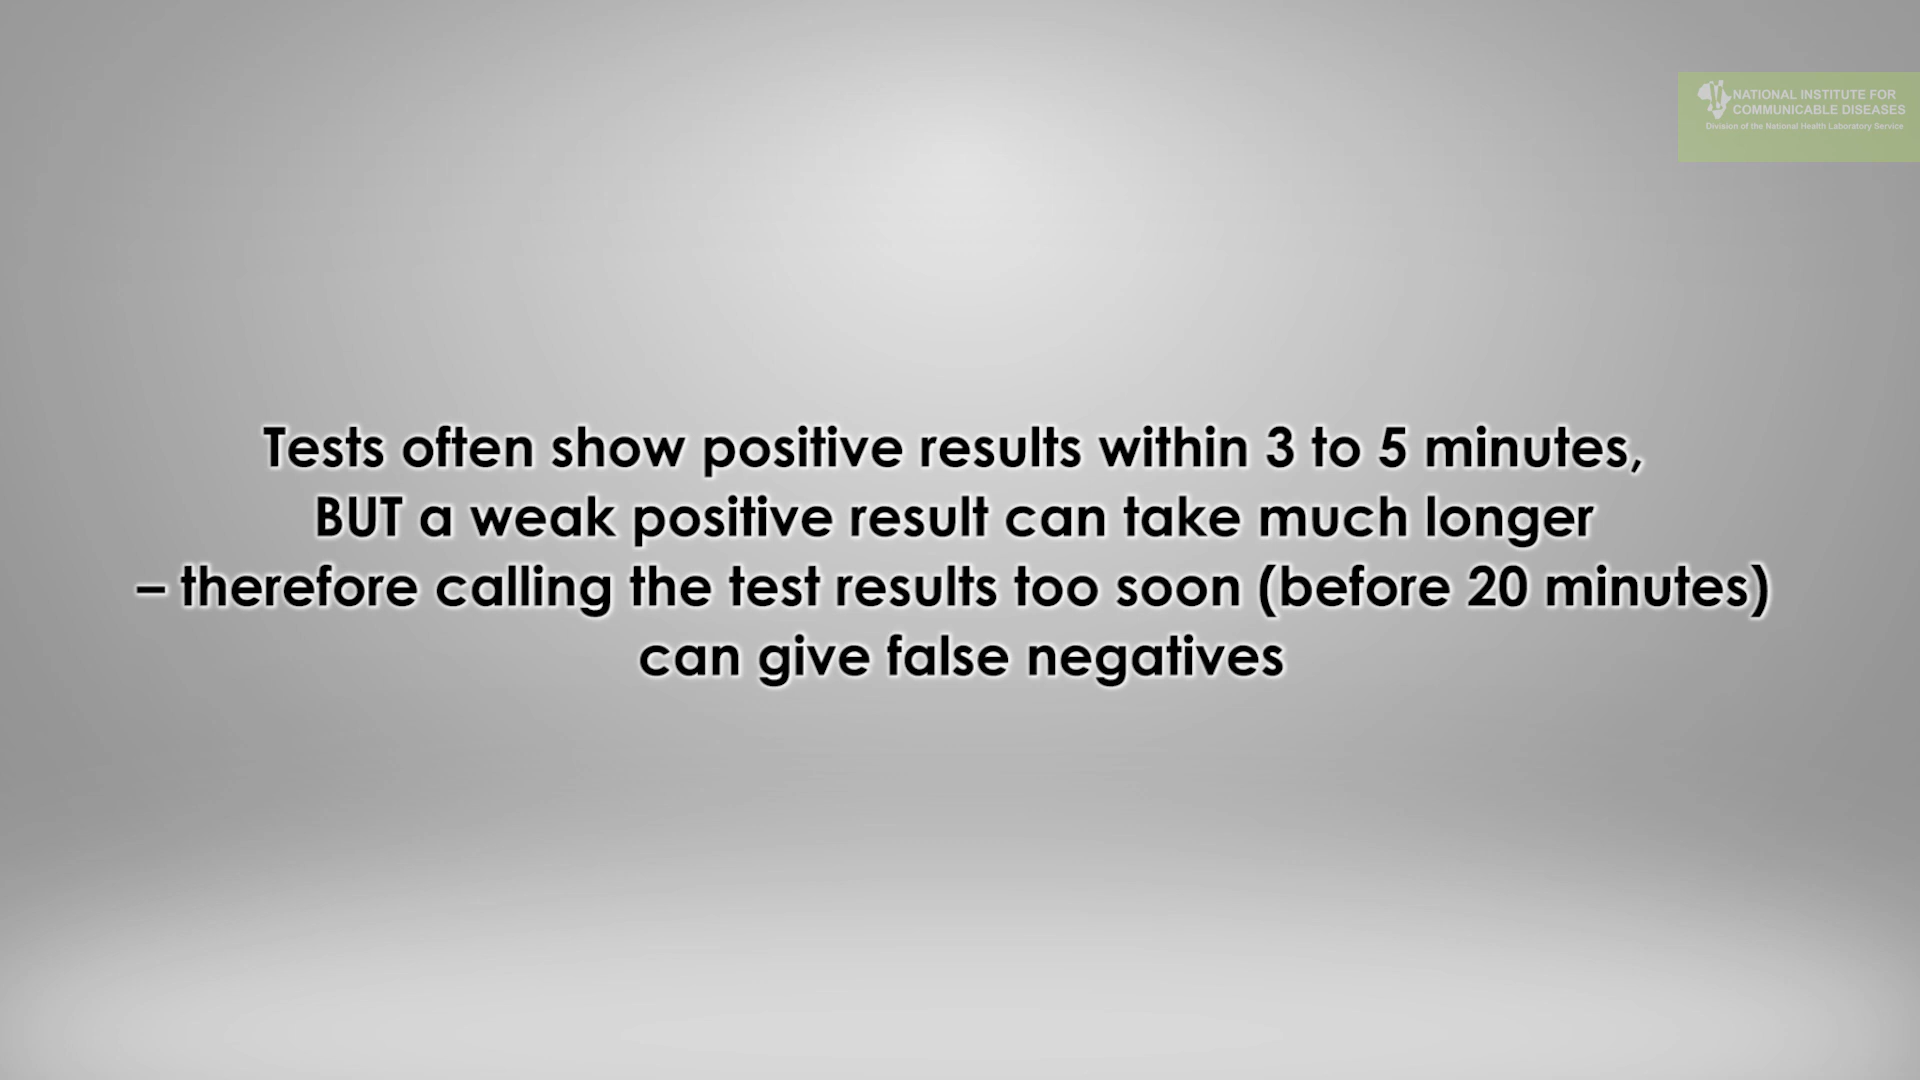 NATIONAL INSTITUTE FOR
COMMUNICABLE DISEASES
Division of the National Health Laboratory Service
Tests often show positive results within 3 to 5 minutes,
BUT a weak positive result can take much longer
– therefore calling the test results too soon (before 20 minutes)
can give false negatives